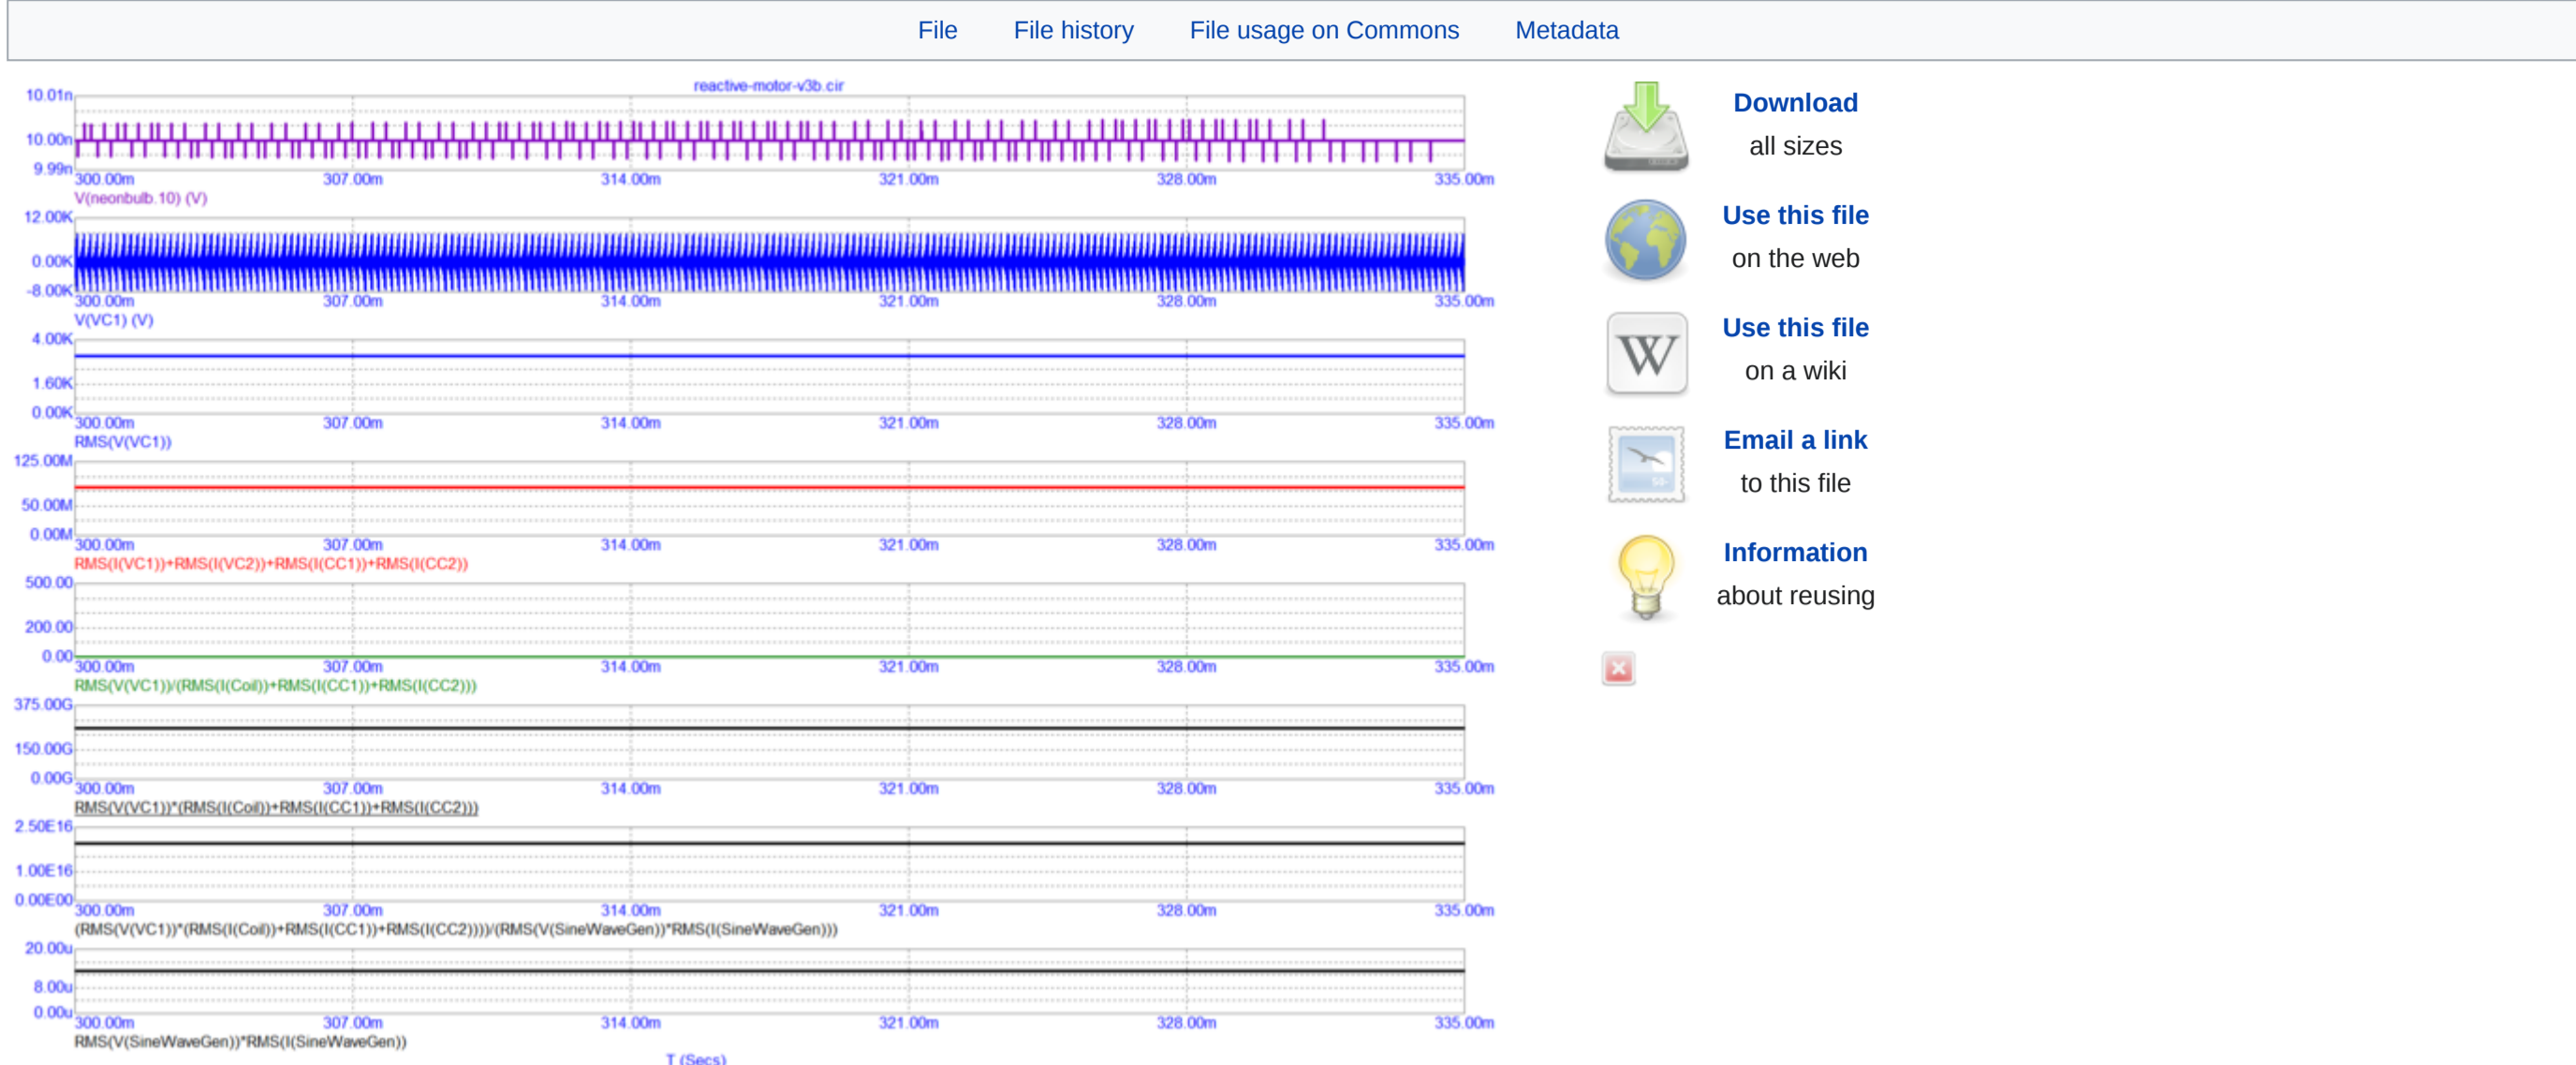 File File history File usage on Commons Metadata
reactive-motor-v3b.cir
10.01n
10.00n
9.99n
300.00m 307.00m 314.00m 321.00m 328.00m 335.00m
V(neonbulb.10) (V)
12.00K
0.00K
-8.00K
300.00m 307.00m 314.00m 321.00m 328.00m 335.00m
V(VC1) (V)
4.00K
1.60K
0.00K
300.00m 307.00m 314.00m 321.00m 328.00m 335.00m
RMS(V(VC1))
125.00M
50.00M
0.00M
300.00m 307.00m 314.00m 321.00m 328.00m 335.00m
RMS(I(VC1))+RMS(I(VC2))+RMS(I(CC1))+RMS(I(CC2))
500.00
200.00
0.00
300.00m 307.00m 314.00m 321.00m 328.00m 335.00m
RMS(V(VC1))/(RMS(I(Coil))+RMS(I(CC1))+RMS(I(CC2)))
375.00G
150.00G
0.00G
300.00m 307.00m 314.00m 321.00m 328.00m 335.00m
RMS(V(VC1))*(RMS(I(Coil))+RMS(I(CC1))+RMS(I(CC2)))
2.50E16
1.00E16
0.00E00
300.00m 307.00m 314.00m 321.00m 328.00m 335.00m
(RMS(V(VC1))*(RMS(I(Coil))+RMS(I(CC1))+RMS(I(CC2))))/(RMS(V(SineWaveGen))*RMS(I(SineWaveGen)))
20.00u
8.00u
0.00u
300.00m 307.00m 314.00m 321.00m 328.00m 335.00m
RMS(V(SineWaveGen))*RMS(I(SineWaveGen))
T (Secs)
Download
all sizes
Use this file
on the web
W
Use this file
on a wiki
50-
Email a link
to this file
Information
about reusing